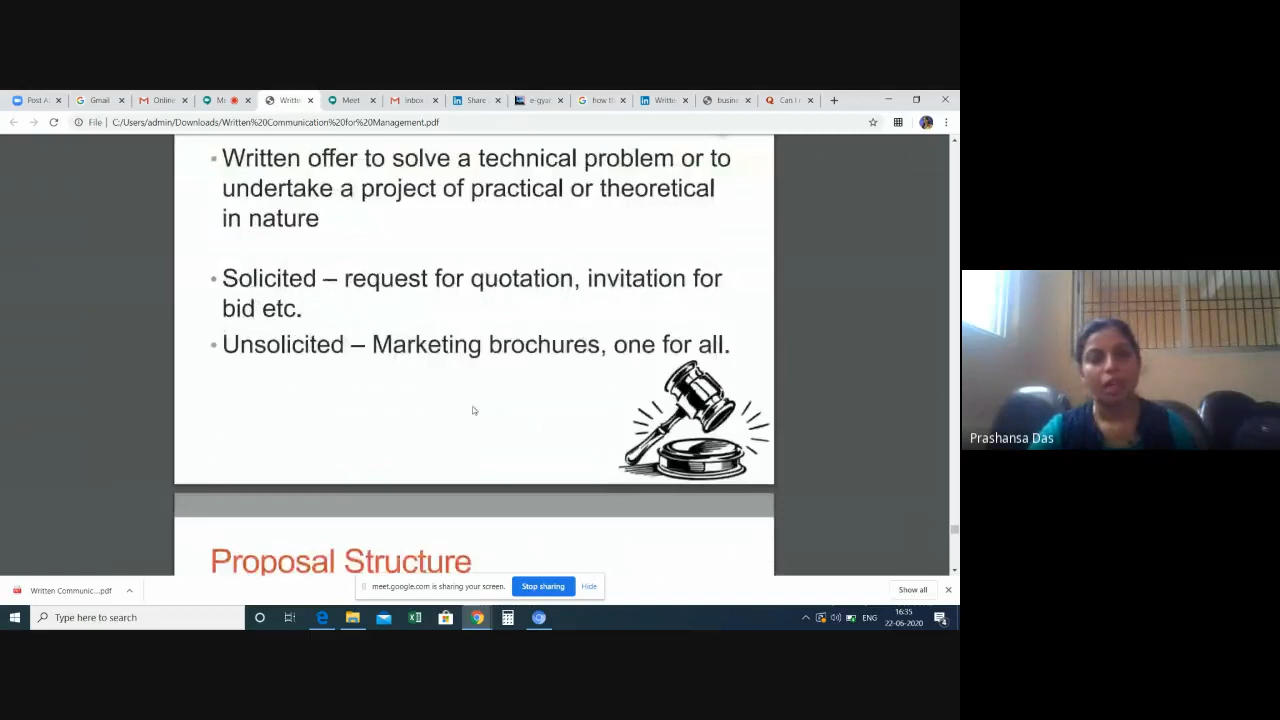 Post A
Gmail
Online
M
Writte
Meet
Inbox
Share
e-gyan
how th
Writte
busine
Can I r
File | C:/Users/admin/Downloads/Written%20Communication%20for%20Management.pdf
• Written offer to solve a technical problem or to
undertake a project of practical or theoretical
in nature
• Solicited – request for quotation, invitation for
bid etc.
• Unsolicited – Marketing brochures, one for all.
Prashansa Das
Proposal Structure
meet.google.com is sharing your screen.
Stop sharing
Hide
Written Communic....pdf
Show all
Type here to search
ENG
16:35
22-06-2020